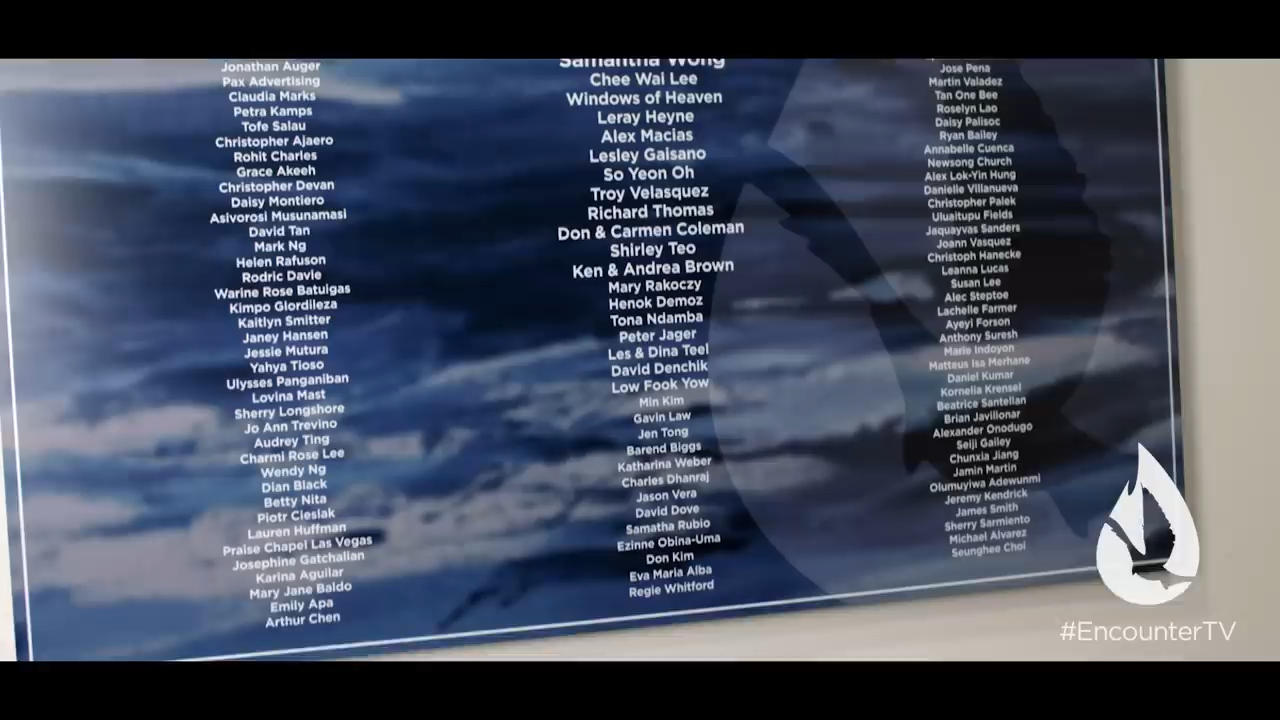 Jonathan Auger
Pax Advertising
Claudia Marks
Petra Kamps
Tofe Salau
Christopher Ajaero
Rohit Charles
Grace Akeeh
Christopher Devan
Daisy Montiero
Asivorosi Musunamasi
David Tan
Mark Ng
Helen Rafuson
Rodric Davie
Warine Rose Batuigas
Kimpo Giordileza
Kaitlyn Smitter
Janey Hansen
Jessie Mutura
Yahya Tioso
Ulysses Panganiban
Lovina Mast
Sherry Longshore
Jo Ann Trevino
Audrey Ting
Charmi Rose Lee
Wendy Ng
Dian Black
Betty Nita
Piotr Cieslak
Lauren Huffman
Praise Chapel Las Vegas
Josephine Gatchalian
Karina Aguilar
Mary Jane Baldo
Emily Apa
Arthur Chen
Samantha Wong
Chee Wai Lee
Windows of Heaven
Leray Heyne
Alex Macias
Lesley Gaisano
So Yeon Oh
Troy Velasquez
Richard Thomas
Don & Carmen Coleman
Shirley Teo
Ken & Andrea Brown
Mary Rakoczy
Henok Demoz
Tona Ndamba
Peter Jager
Les & Dina Teel
David Denchik
Low Fook Yow
Min Kim
Gavin Law
Jen Tong
Barend Biggs
Katharina Weber
Charles Dhanraj
Jason Vera
David Dove
Samatha Rubio
Ezinne Obina-Uma
Don Kim
Eva Maria Alba
Regie Whitford
Jose Pena
Martin Valadez
Tan One Bee
Roselyn Lao
Daisy Palisoc
Ryan Bailey
Annabelle Cuenca
Newsong Church
Alex Lok-Yin Hung
Danielle Villanueva
Christopher Palek
Uluaitupu Fields
Jaquayvas Sanders
Joann Vasquez
Christoph Hanecke
Leanna Lucas
Susan Lee
Alec Steptoe
Lachelle Farmer
Ayeyi Forson
Anthony Suresh
Marie Indoyon
Matteus Isa Merhane
Daniel Kumar
Kornelia Krensel
Beatrice Santellan
Brian Javilionar
Alexander Onodugo
Seiji Gailey
Chunxia Jiang
Jamin Martin
Olumuyiwa Adewunmi
Jeremy Kendrick
James Smith
Sherry Sarmiento
Michael Alvarez
Seunghee Choi
#EncounterTV